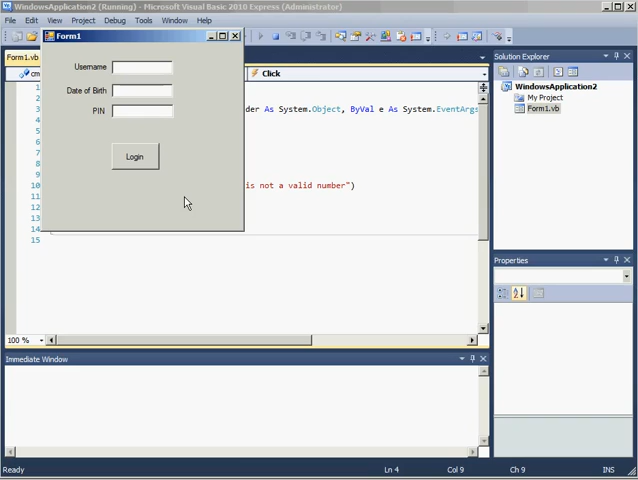 WindowsApplication2 (Running) - Microsoft Visual Basic 2010 Express (Administrator)
File Edit View Project Debug Tools Window Help
Form1
Form1.vb
Solution Explorer
Click
WindowsApplication2
My Project
Form1.vb
Username
Date of Birth
PIN
Login
1
3 der As System.Object, ByVal e As System.EventArgs
4
5
6
7
8
9
10 is not a valid number")
11
12
13
14
15
Properties
100 %
Immediate Window
Ready Ln 4 Col 9 Ch 9 INS